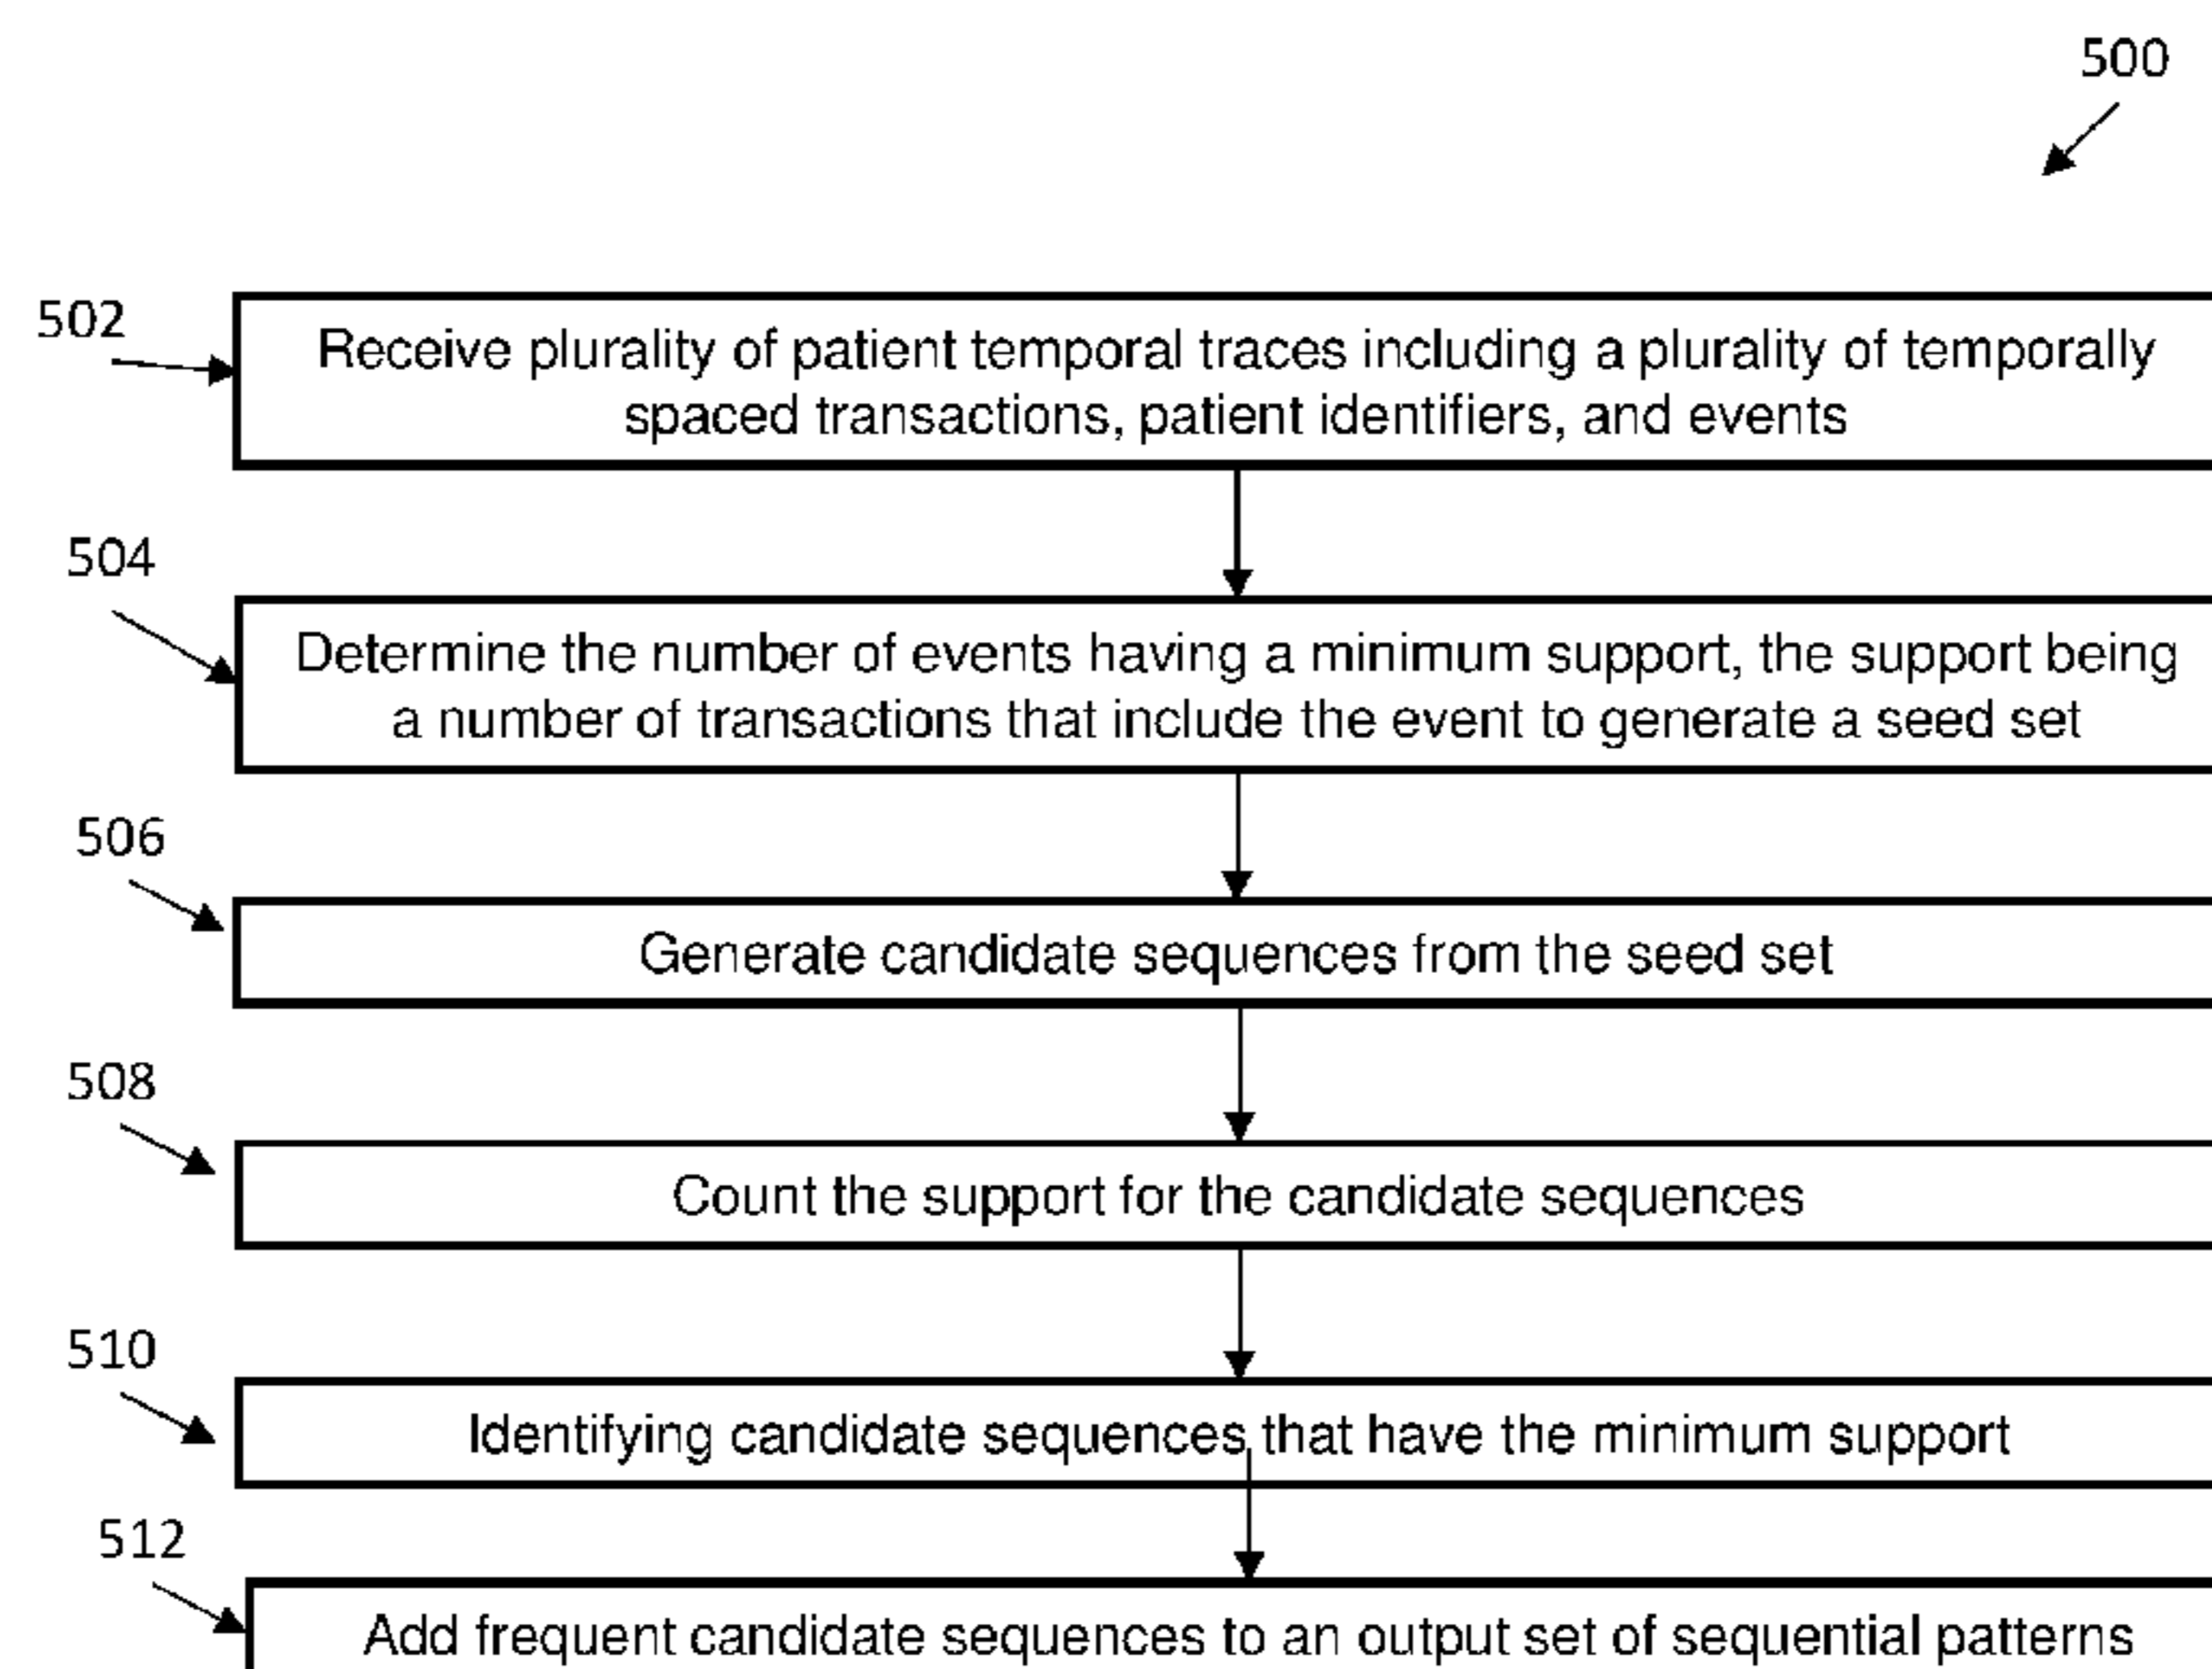 500
502
Receive plurality of patient temporal traces including a plurality of temporally
spaced transactions, patient identifiers, and events
504
Determine the number of events having a minimum support, the support being
a number of transactions that include the event to generate a seed set
506
Generate candidate sequences from the seed set
508
Count the support for the candidate sequences
510
Identifying candidate sequences that have the minimum support
512
Add frequent candidate sequences to an output set of sequential patterns